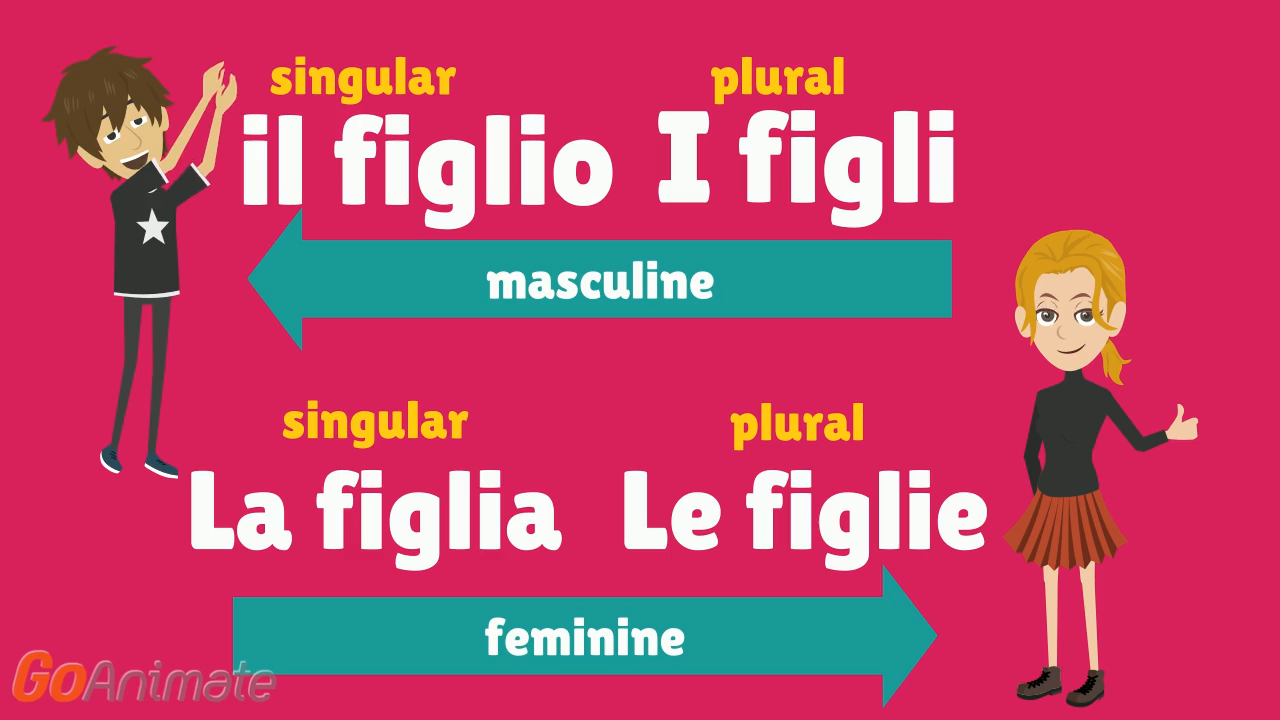 singular plural
il figlio I figli
masculine
singular plural
La figlia Le figlie
feminine
GoAnimate